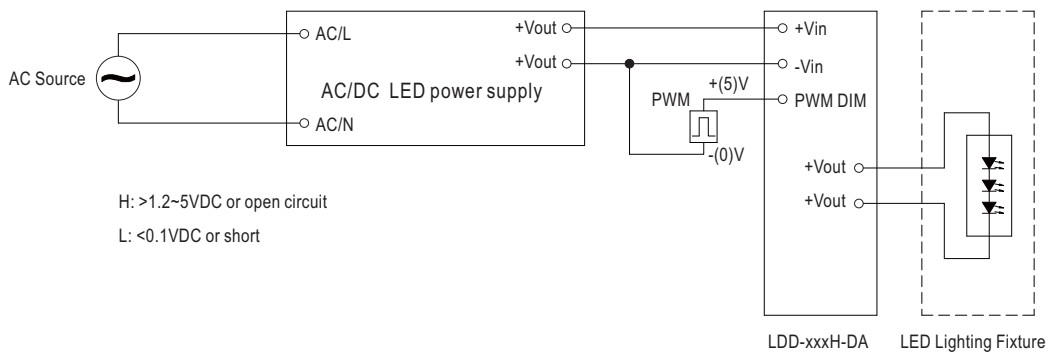 AC Source
AC/L
AC/N
AC/DC LED power supply
+Vout
+Vout
PWM
+(5)V
-(0)V
+Vin
-Vin
PWM DIM
+Vout
+Vout
H: >1.2~5VDC or open circuit
L: <0.1VDC or short
LDD-xxxH-DA
LED Lighting Fixture